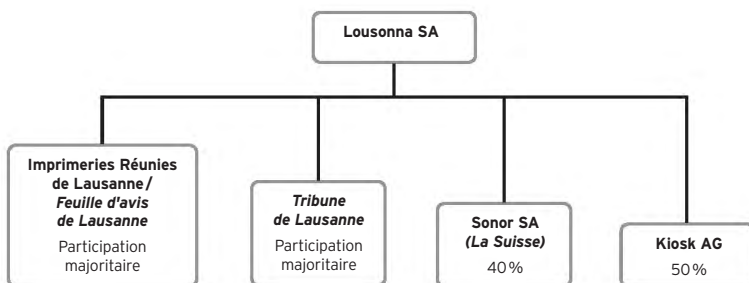 Lousonna SA
Imprimeries Réunies
de Lausanne/
Feuille d'avis
de Lausanne
Participation
majoritaire
Tribune
de Lausanne
Participation
majoritaire
Sonor SA
(La Suisse)
40%
Kiosk AG
50%